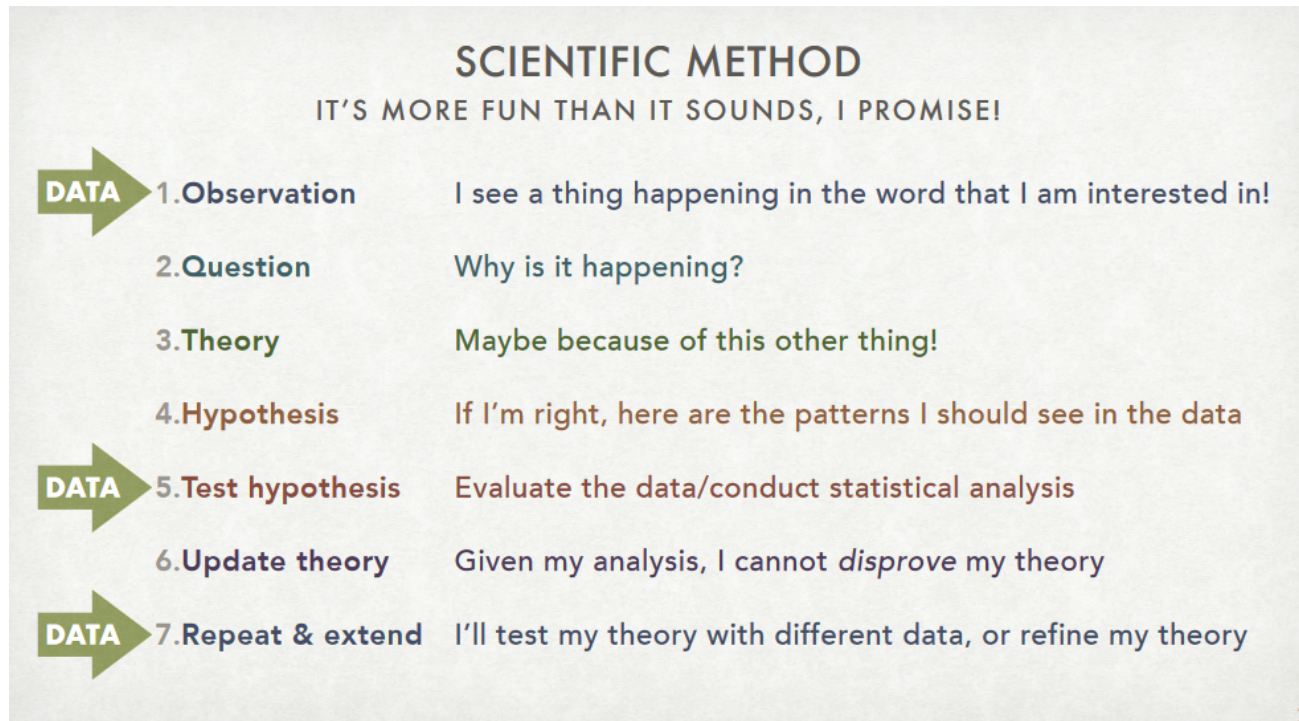 SCIENTIFIC METHOD
IT'S MORE FUN THAN IT SOUNDS, I PROMISE!
DATA 1.Observation I see a thing happening in the word that I am interested in!
2.Question Why is it happening?
3.Theory Maybe because of this other thing!
4.Hypothesis If I'm right, here are the patterns I should see in the data
DATA 5.Test hypothesis Evaluate the data/conduct statistical analysis
6.Update theory Given my analysis, I cannot disprove my theory
DATA 7.Repeat & extend I'll test my theory with different data, or refine my theory